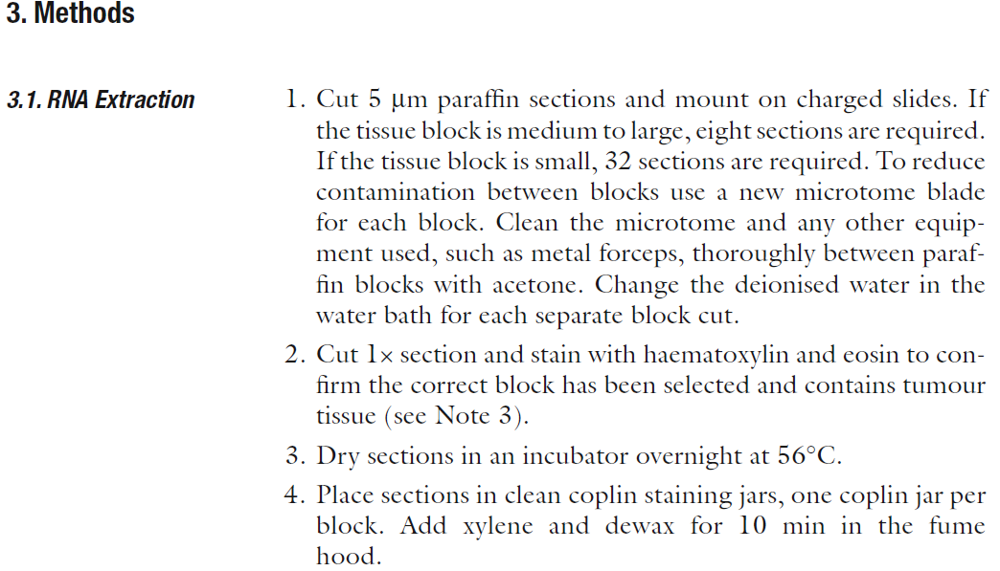 3. Methods
3.1. RNA Extraction
1. Cut 5 μm paraffin sections and mount on charged slides. If
the tissue block is medium to large, eight sections are required.
If the tissue block is small, 32 sections are required. To reduce
contamination between blocks use a new microtome blade
for each block. Clean the microtome and any other equip-
ment used, such as metal forceps, thoroughly between paraf-
fin blocks with acetone. Change the deionised water in the
water bath for each separate block cut.
2. Cut 1× section and stain with haematoxylin and eosin to con-
firm the correct block has been selected and contains tumour
tissue (see Note 3).
3. Dry sections in an incubator overnight at 56°C.
4. Place sections in clean coplin staining jars, one coplin jar per
block. Add xylene and dewax for 10 min in the fume
hood.